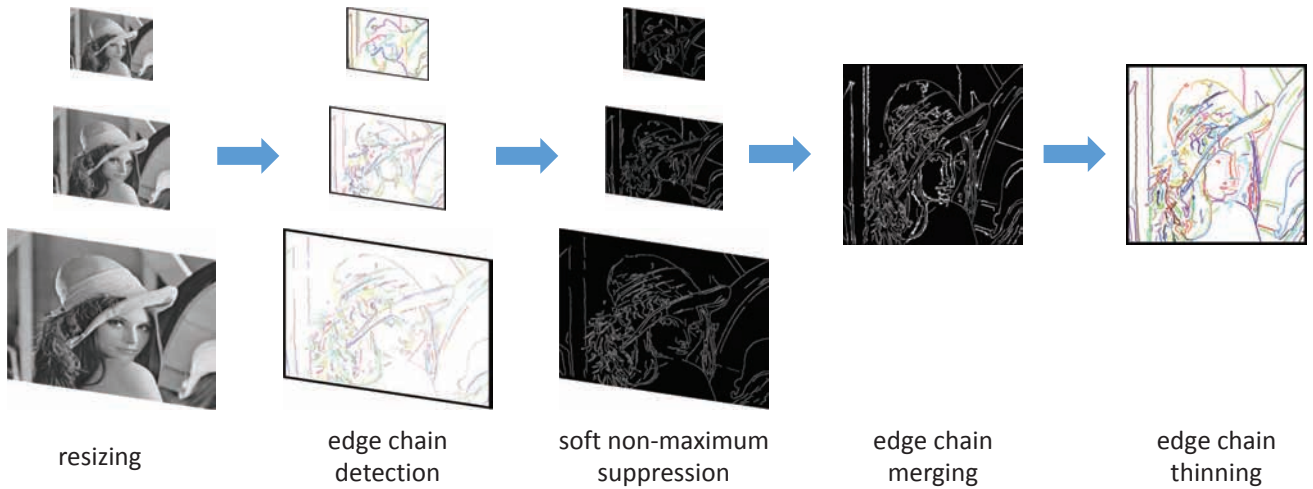 resizing
edge chain
detection
soft non-maximum
suppression
edge chain
merging
edge chain
thinning